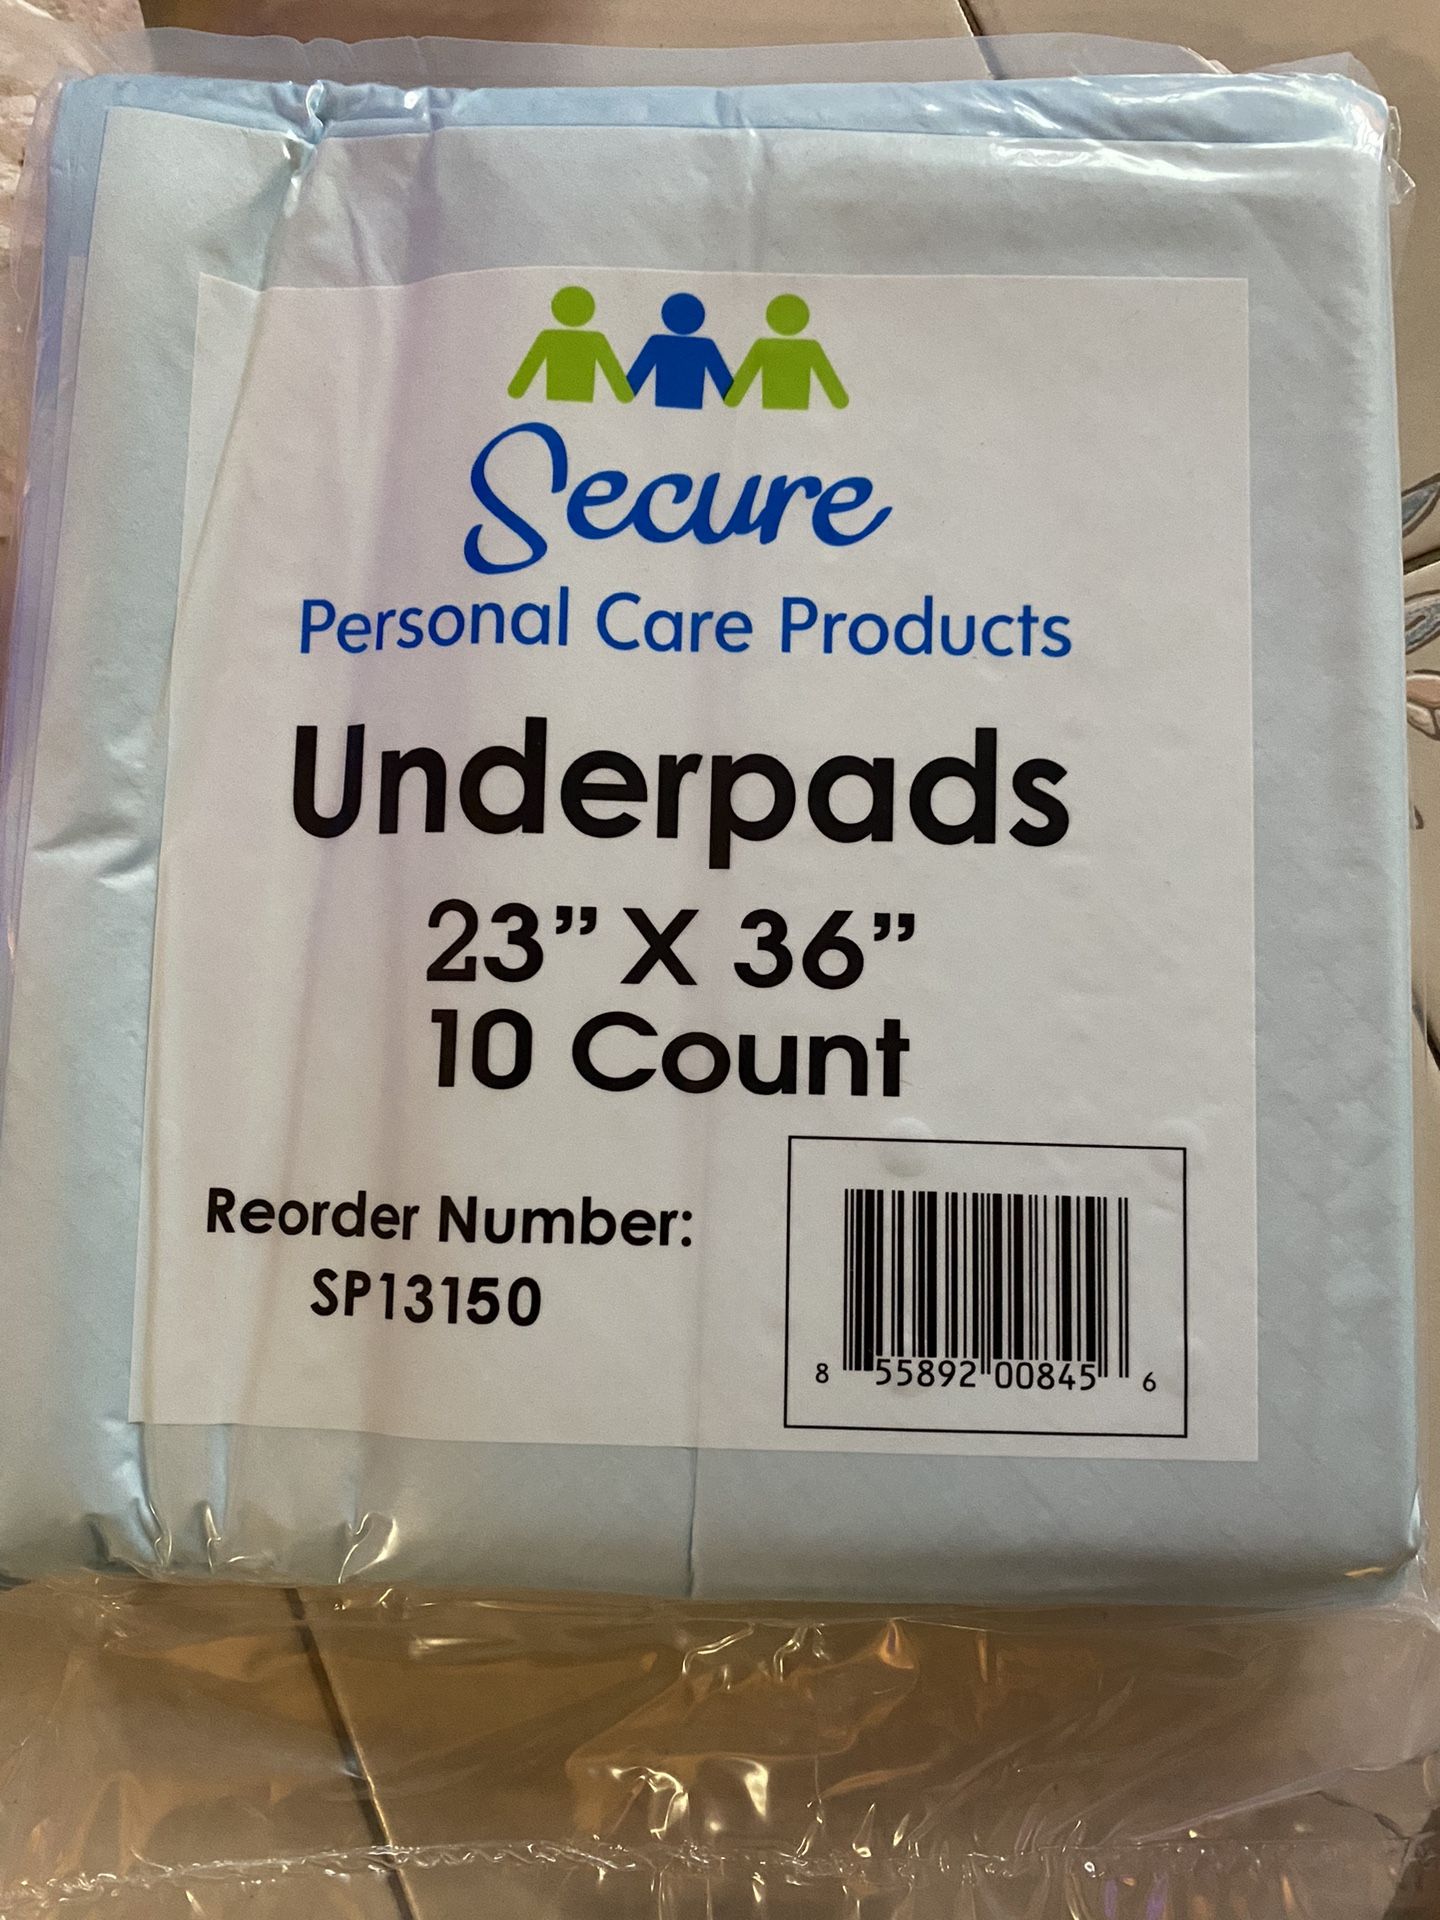 Secure
Personal Care Products
Underpads
23” X 36”
10 Count
Reorder Number:
SP13150
8 55892 00845 6